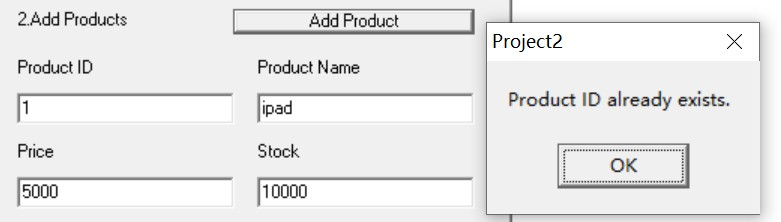 2.Add Products
Add Product
Product ID
Product Name
1
ipad
Price
Stock
5000
10000
Project2
Product ID already exists.
OK